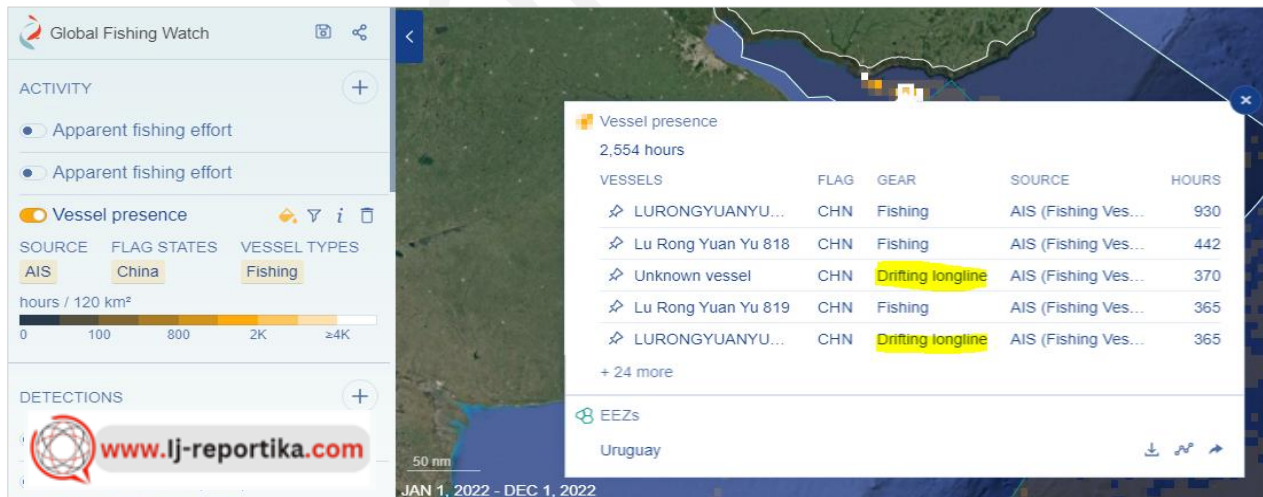 Global Fishing Watch
ACTIVITY
Apparent fishing effort
Apparent fishing effort
Vessel presence
SOURCE FLAG STATES VESSEL TYPES
AIS China Fishing
hours / 120 km²
0 100 800 2K ≥4K
DETECTIONS
www.lj-reportika.com
50 nm
JAN 1, 2022 - DEC 1, 2022
Vessel presence
2,554 hours
VESSELS FLAG GEAR SOURCE HOURS
LURONGYUANYU... CHN Fishing AIS (Fishing Ves... 930
Lu Rong Yuan Yu 818 CHN Fishing AIS (Fishing Ves... 442
Unknown vessel CHN Drifting longline AIS (Fishing Ves... 370
Lu Rong Yuan Yu 819 CHN Fishing AIS (Fishing Ves... 365
LURONGYUANYU... CHN Drifting longline AIS (Fishing Ves... 365
+ 24 more
EEZs
Uruguay